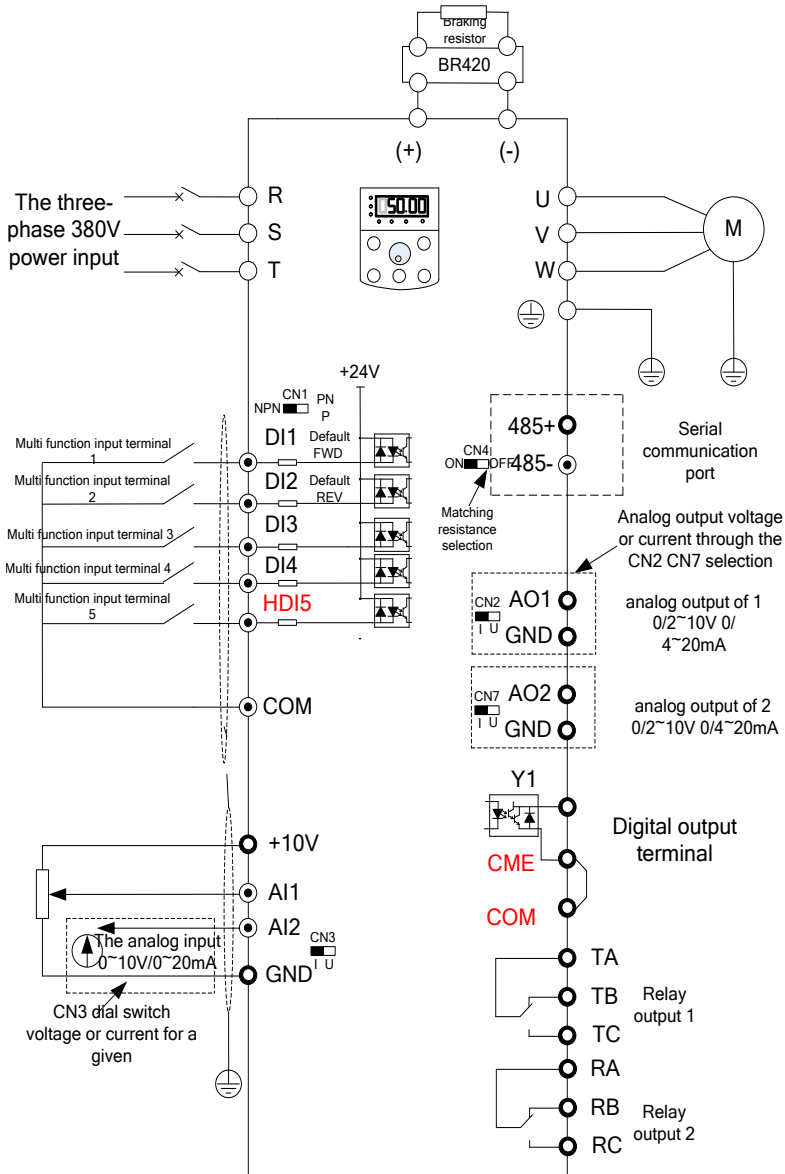 Braking
resistor
BR420
(+)
(-)
The three-
phase 380V
power input
R
S
T
50.00
U
V
W
M
+24V
CN1
NPN
PN
P
Multi function input terminal
1
DI1
Default
FWD
Multi function input terminal
2
DI2
Default
REV
Multi function input terminal 3
DI3
Multi function input terminal 4
DI4
Multi function input terminal
5
HDI5
COM
485+
CN4
ON
OFF
485-
Serial
communication
port
Matching
resistance
selection
Analog output voltage
or current through the
CN2 CN7 selection
CN2
I U
AO1
GND
analog output of 1
0/2~10V 0/
4~20mA
CN7
I U
AO2
GND
analog output of 2
0/2~10V 0/4~20mA
Y1
CME
COM
Digital output
terminal
+10V
AI1
AI2
GND
CN3
I U
The analog input
0~10V/0~20mA
CN3 dial switch
voltage or current for a
given
TA
TB
TC
Relay
output 1
RA
RB
RC
Relay
output 2